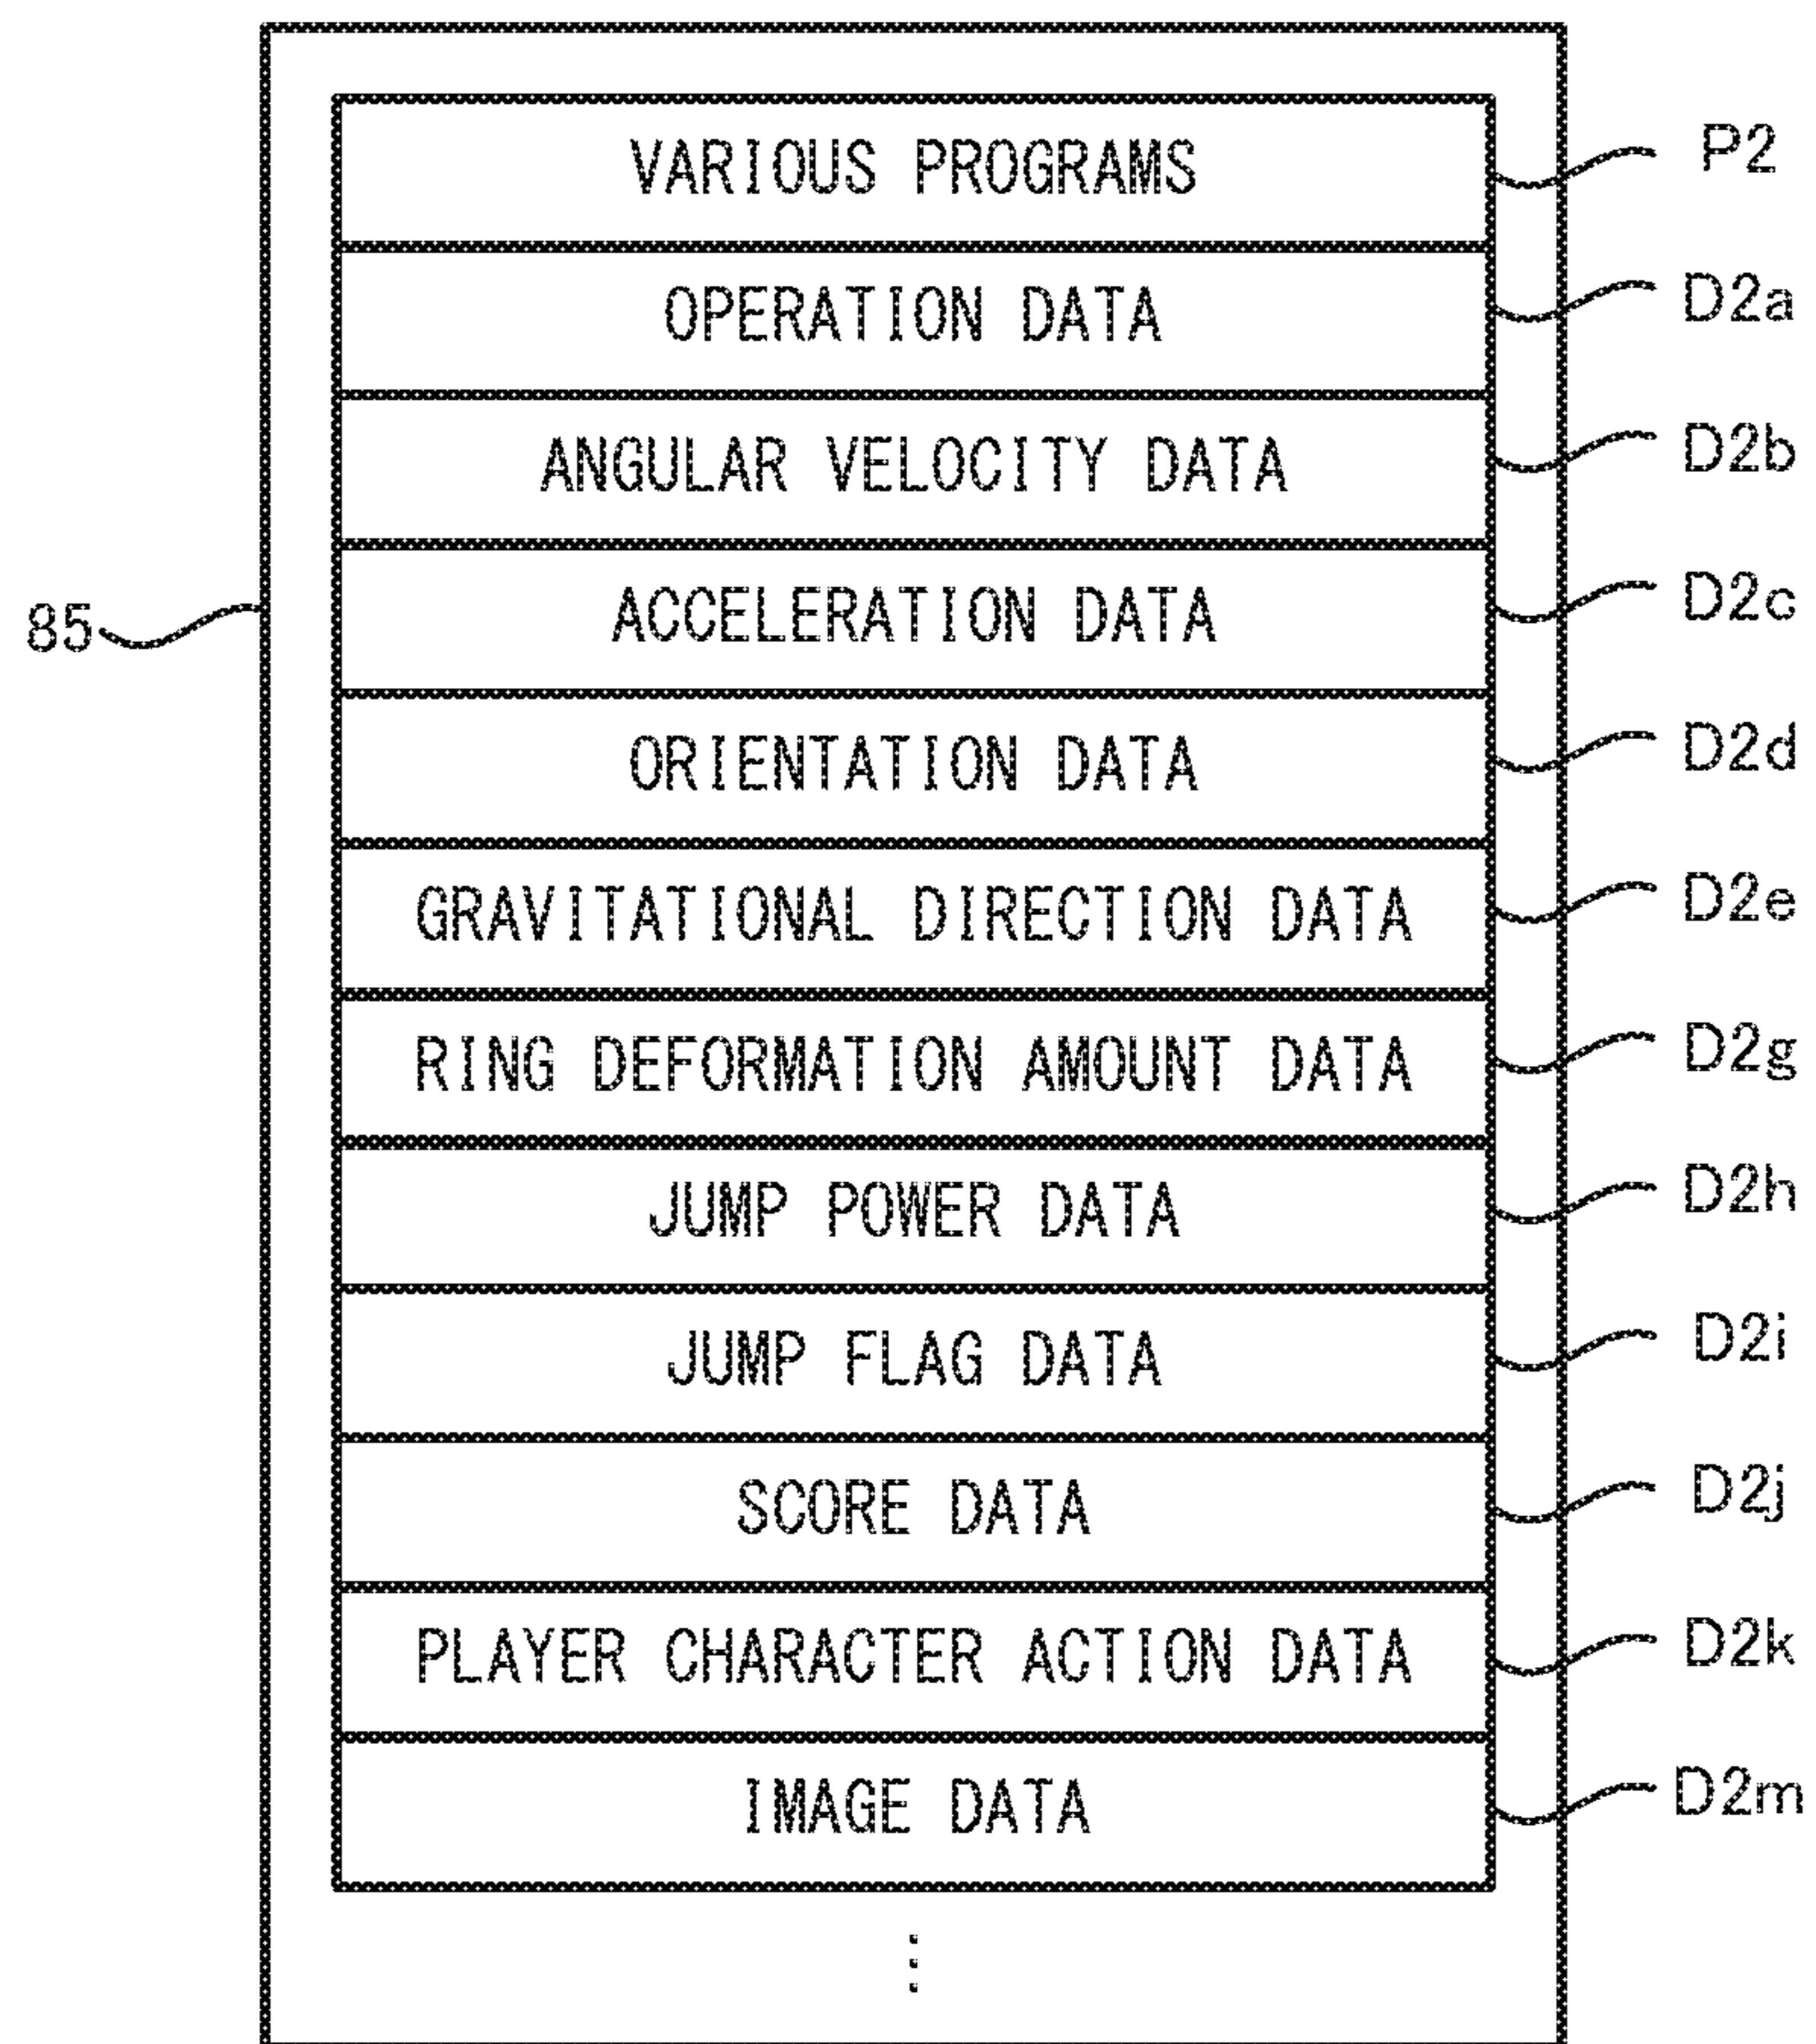 VARIOUS PROGRAMS P2
OPERATION DATA D2a
ANGULAR VELOCITY DATA D2b
ACCELERATION DATA D2c
85
ORIENTATION DATA D2d
GRAVITATIONAL DIRECTION DATA D2e
RING DEFORMATION AMOUNT DATA D2g
JUMP POWER DATA D2h
JUMP FLAG DATA D2i
SCORE DATA D2j
PLAYER CHARACTER ACTION DATA D2k
IMAGE DATA D2m
⋮